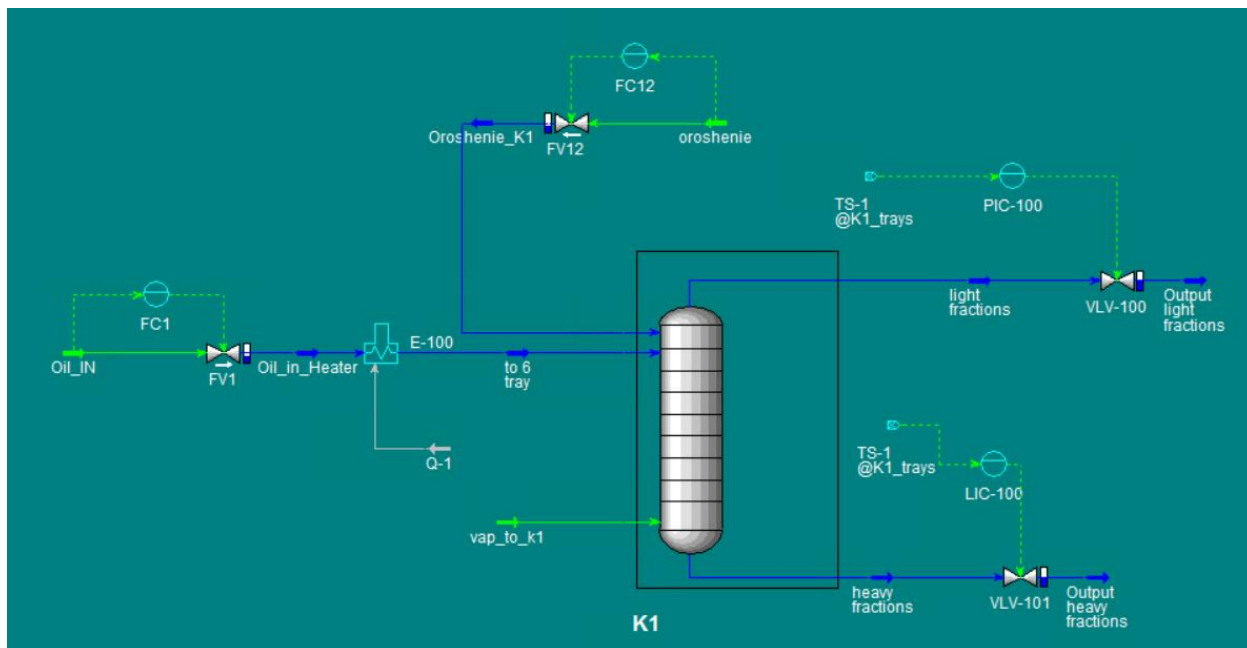 FC12
Oroshenie_K1
FV12
oroshenie
TS-1
@K1_trays
PIC-100
FC1
light
fractions
VLV-100
Output
light
fractions
Oil_IN
FV1
Oil_in_Heater
E-100
to 6
tray
TS-1
@K1_trays
Q-1
LIC-100
vap_to_k1
heavy
fractions
VLV-101
Output
heavy
fractions
K1